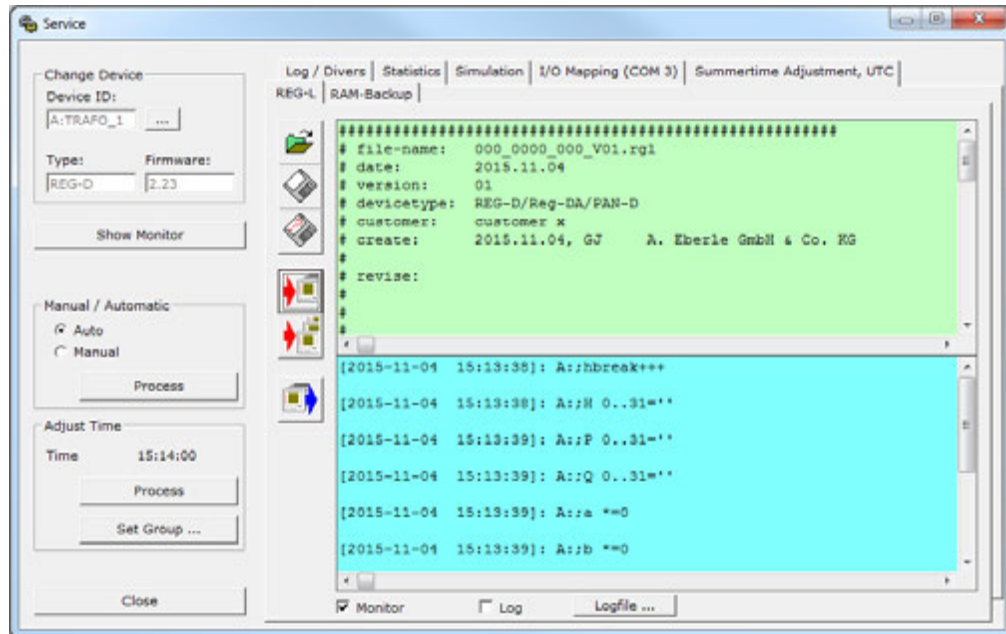 Service
Change Device
Device ID:
A:TRAFO_1 ...
Type: Firmware:
REG-D 2.23
Show Monitor
Manual / Automatic
Auto
Manual
Process
Adjust Time
Time 15:14:00
Process
Set Group ...
Close
Log / Divers Statistics Simulation I/O Mapping (COM 3) Summertime Adjustment, UTC
REG-L RAM-Backup
#######################################################
# file-name: 000_0000_000_V01.rgl
# date: 2015.11.04
# version: 01
# devicetype: REG-D/Reg-DA/PAN-D
# customer: customer x
# create: 2015.11.04, GJ A. Eberle GmbH & Co. KG
#
# revise:
#
#
#
[2015-11-04 15:13:38]: A:;hbreak+++
[2015-11-04 15:13:38]: A:;H 0..31=''
[2015-11-04 15:13:39]: A:;P 0..31=''
[2015-11-04 15:13:39]: A:;Q 0..31=''
[2015-11-04 15:13:39]: A:;a *=0
[2015-11-04 15:13:39]: A:;b *=0
Monitor Log Logfile ...